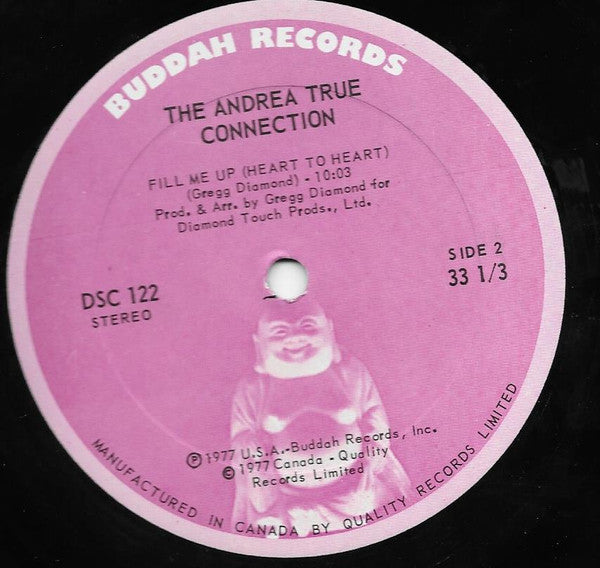 BUDDAH RECORDS
THE ANDREA TRUE
CONNECTION
FILL ME UP (HEART TO HEART)
(Gregg Diamond) - 10:03
Prod. & Arr. by Gregg Diamond for
Diamond Touch Prods., Ltd.
DSC 122
STEREO
SIDE 2
33 1/3
℗1977 U.S.A.-Buddah Records, Inc.
©1977 Canada - Quality
Records Limited
MANUFACTURED IN CANADA BY QUALITY RECORDS LIMITED